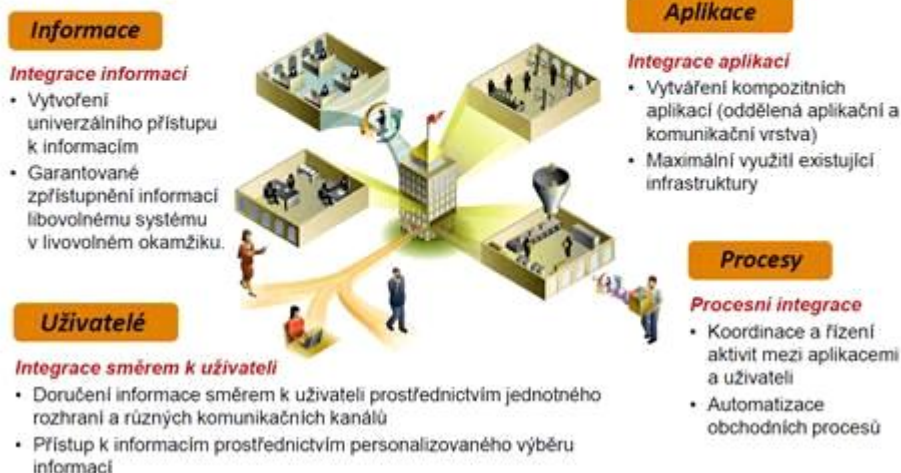 Informace
Integrace informací
• Vytvoření
univerzálního přístupu
k informacím
• Garantované
zpřístupnění informací
libovolnému systému
v livovolném okamžiku.
Aplikace
Integrace aplikací
• Vytváření kompozitních
aplikací (oddělená aplikační a
komunikační vrstva)
• Maximální využití existující
infrastruktury
Procesy
Procesní integrace
• Koordinace a řízení
aktivit mezi aplikacemi
a uživateli
• Automatizace
obchodních procesů
Uživatelé
Integrace směrem k uživateli
• Doručení informace směrem k uživateli prostřednictvím jednotného
rozhraní a různých komunikačních kanálů
• Přístup k informacím prostřednictvím personalizovaného výběru
informací